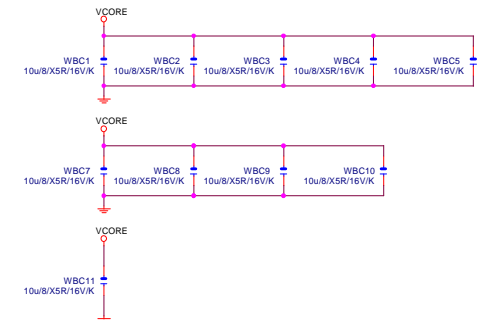 VCORE
WBC1 WBC2 WBC3 WBC4 WBC5
10u/8/X5R/16V/K 10u/8/X5R/16V/K 10u/8/X5R/16V/K 10u/8/X5R/16V/K 10u/8/X5R/16V/K
VCORE
WBC7 WBC8 WBC9 WBC10
10u/8/X5R/16V/K 10u/8/X5R/16V/K 10u/8/X5R/16V/K 10u/8/X5R/16V/K
VCORE
WBC11
10u/8/X5R/16V/K